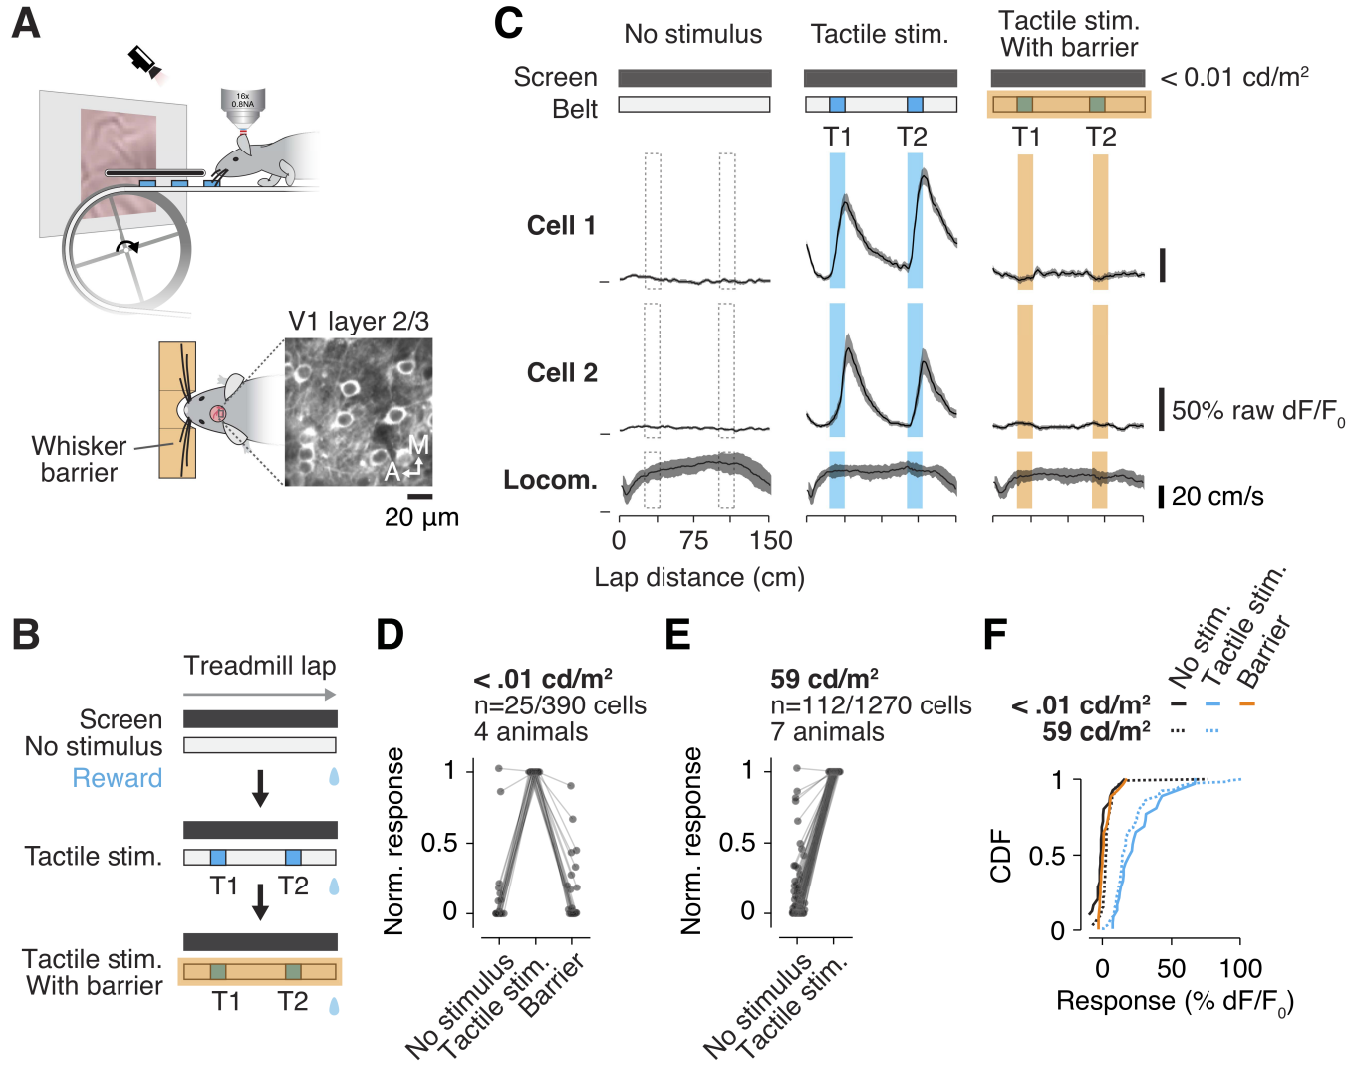 A
16x
0.8NA
V1 layer 2/3
Whisker
barrier
M
A
20 µm
B
Treadmill lap
Screen
No stimulus
Reward
Tactile stim.
T1 T2
Tactile stim.
With barrier
T1 T2
C
No stimulus
Tactile stim.
Tactile stim.
With barrier
Screen
< 0.01 cd/m²
Belt
T1 T2
T1 T2
Cell 1
Cell 2
50% raw dF/F₀
Locom.
20 cm/s
0 75 150
Lap distance (cm)
D
< .01 cd/m²
n=25/390 cells
4 animals
Norm. response
1
0.5
0
No stimulus
Tactile stim.
Barrier
E
59 cd/m²
n=112/1270 cells
7 animals
Norm. response
1
0.5
0
No stimulus
Tactile stim.
F
No stim.
Tactile stim.
Barrier
< .01 cd/m²
59 cd/m²
CDF
1
0.5
0
0 50 100
Response (% dF/F₀)